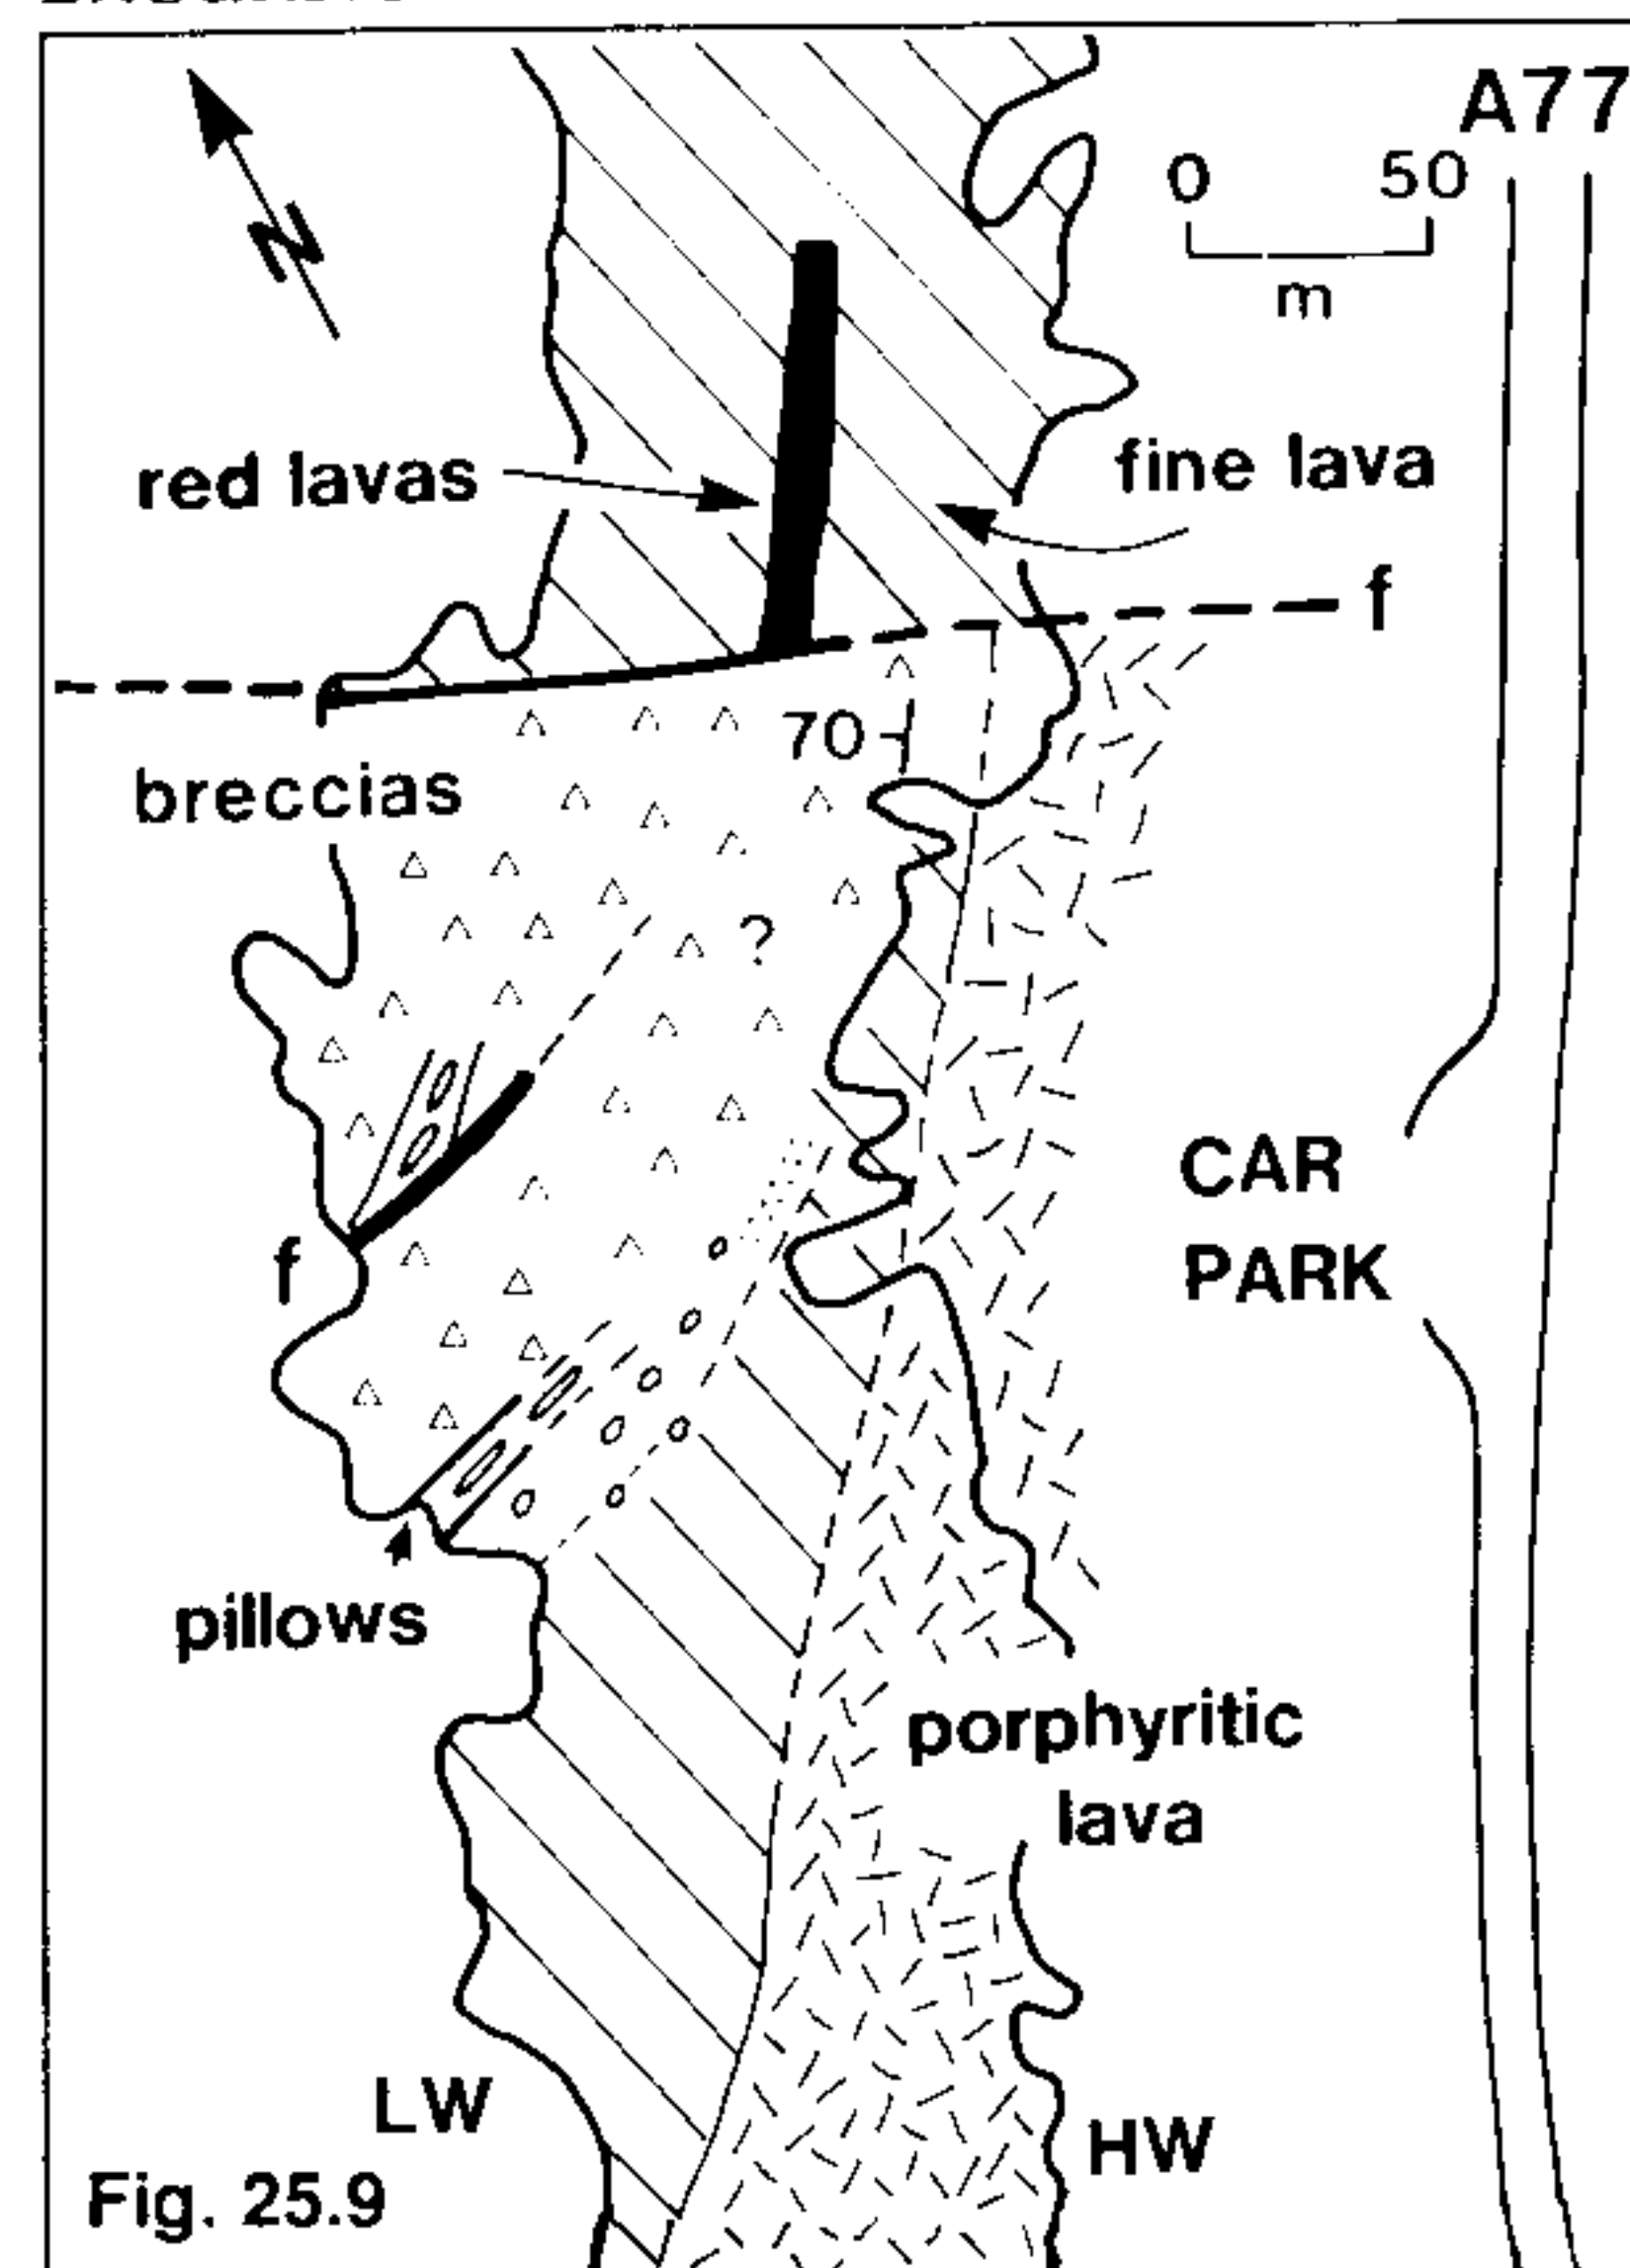 A77
N
0 50
m
red lavas
fine lava
f
70
breccias
?
CAR
PARK
f
pillows
porphyritic
lava
LW
HW
Fig. 25.9